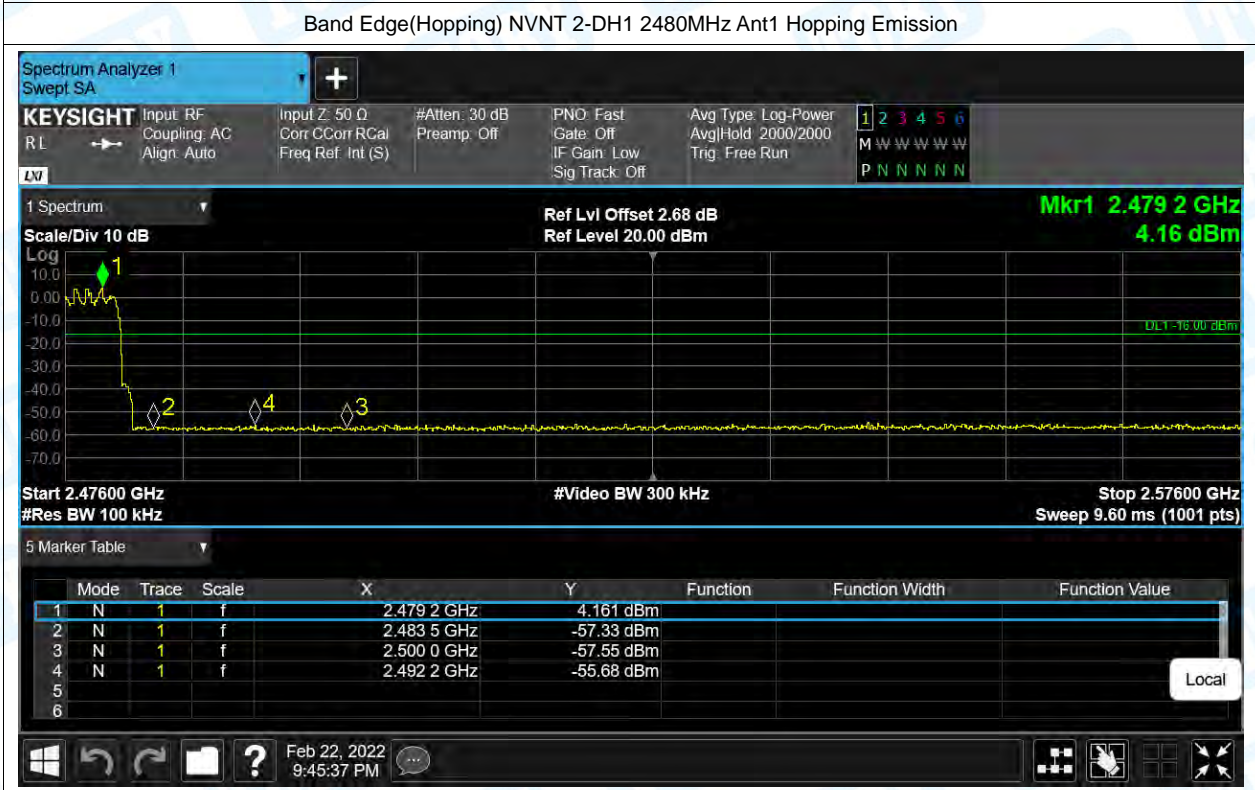 Band Edge(Hopping) NVNT 2-DH1 2480MHz Ant1 Hopping Emission
Spectrum Analyzer 1
Swept SA
+
KEYSIGHT
RL
LXI
Input: RF
Coupling: AC
Align: Auto
Input Z: 50 Ω
Corr CCorr RCal
Freq Ref: Int (S)
#Atten: 30 dB
Preamp: Off
PNO: Fast
Gate: Off
IF Gain: Low
Sig Track: Off
Avg Type: Log-Power
Avg|Hold: 2000/2000
Trig: Free Run
1 2 3 4 5 6
M W W W W W
P N N N N N
1 Spectrum
Scale/Div 10 dB
Ref Lvl Offset 2.68 dB
Ref Level 20.00 dBm
Mkr1 2.479 2 GHz
4.16 dBm
Log
10.0
0.00
-10.0
-20.0
-30.0
-40.0
-50.0
-60.0
-70.0
1
2
4
3
DL1 -16.00 dBm
Start 2.47600 GHz
#Res BW 100 kHz
#Video BW 300 kHz
Stop 2.57600 GHz
Sweep 9.60 ms (1001 pts)
5 Marker Table
Mode Trace Scale X Y Function Function Width Function Value
1 N 1 f 2.479 2 GHz 4.161 dBm
2 N 1 f 2.483 5 GHz -57.33 dBm
3 N 1 f 2.500 0 GHz -57.55 dBm
4 N 1 f 2.492 2 GHz -55.68 dBm
5
6
Local
?
Feb 22, 2022
9:45:37 PM